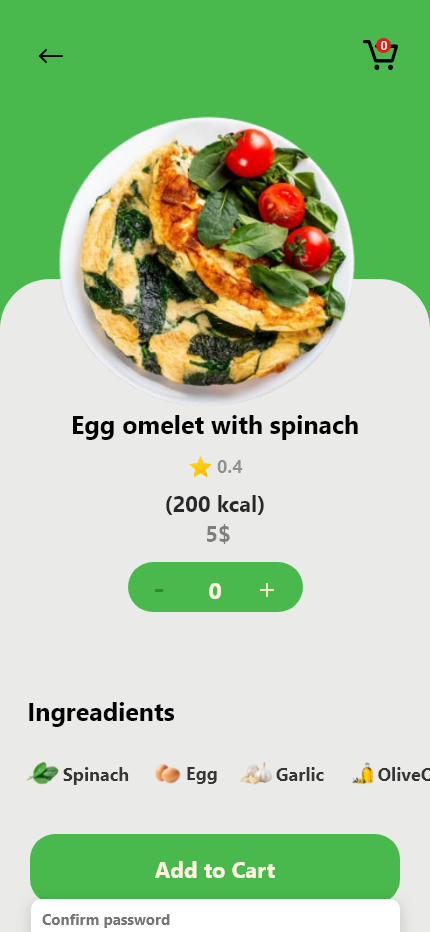 0
Egg omelet with spinach
0.4
(200 kcal)
5$
- 0 +
Ingreadients
Spinach Egg Garlic OliveO
Add to Cart
Confirm password